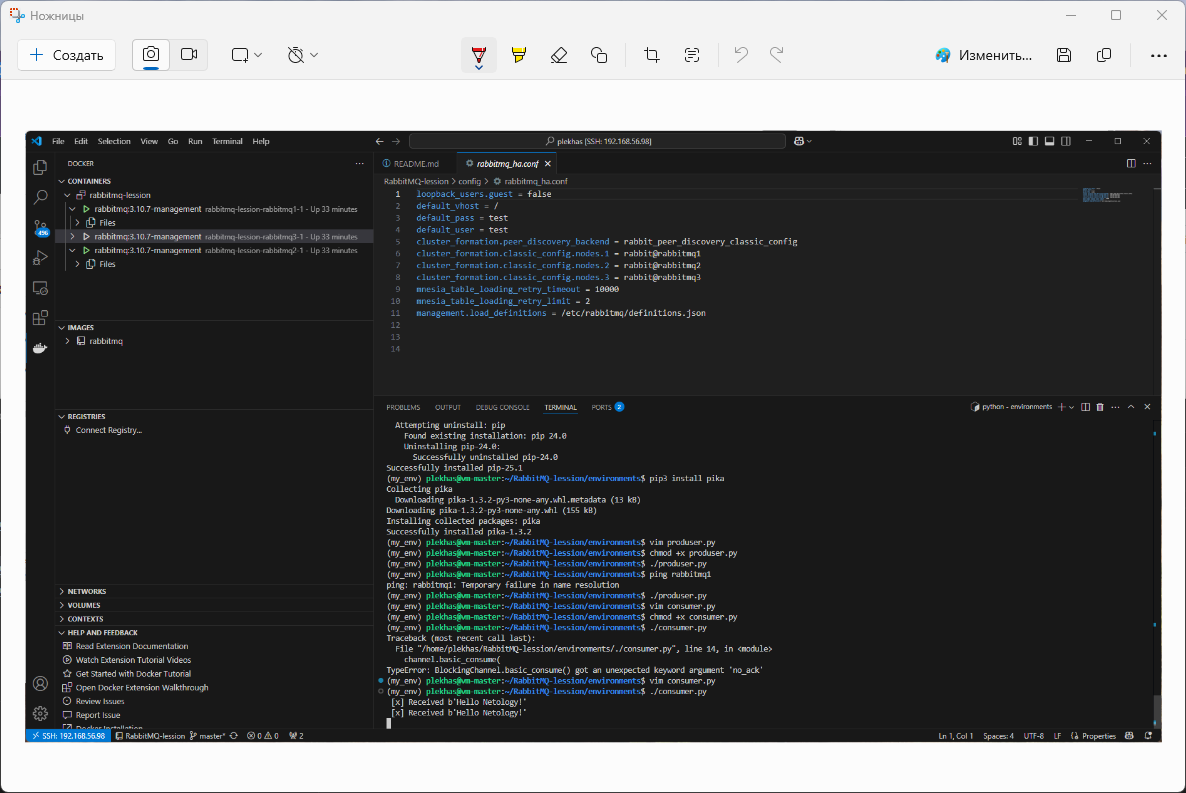 Ножницы
Создать
Изменить...
File Edit Selection View Go Run Terminal Help
plekhas [SSH: 192.168.56.98]
DOCKER
CONTAINERS
rabbitmq-lession
rabbitmq:3.10.7-management rabbitmq-lession-rabbitmq1-1 - Up 33 minutes
Files
rabbitmq:3.10.7-management rabbitmq-lession-rabbitmq3-1 - Up 33 minutes
rabbitmq:3.10.7-management rabbitmq-lession-rabbitmq2-1 - Up 33 minutes
Files
496
IMAGES
rabbitmq
REGISTRIES
Connect Registry...
NETWORKS
VOLUMES
CONTEXTS
HELP AND FEEDBACK
Read Extension Documentation
Watch Extension Tutorial Videos
Get Started with Docker Tutorial
Open Docker Extension Walkthrough
Review Issues
Report Issue
Docker Installation
README.md
rabbitmq_ha.conf
RabbitMQ-lession > config > rabbitmq_ha.conf
1 loopback_users.guest = false
2 default_vhost = /
3 default_pass = test
4 default_user = test
5 cluster_formation.peer_discovery_backend = rabbit_peer_discovery_classic_config
6 cluster_formation.classic_config.nodes.1 = rabbit@rabbitmq1
7 cluster_formation.classic_config.nodes.2 = rabbit@rabbitmq2
8 cluster_formation.classic_config.nodes.3 = rabbit@rabbitmq3
9 mnesia_table_loading_retry_timeout = 10000
10 mnesia_table_loading_retry_limit = 2
11 management.load_definitions = /etc/rabbitmq/definitions.json
12
13
14
PROBLEMS OUTPUT DEBUG CONSOLE TERMINAL PORTS 2
python - environments
Attempting uninstall: pip
Found existing installation: pip 24.0
Uninstalling pip-24.0:
Successfully uninstalled pip-24.0
Successfully installed pip-25.1
(my_env) plekhas@vm-master:~/RabbitMQ-lession/environments$ pip3 install pika
Collecting pika
Downloading pika-1.3.2-py3-none-any.whl.metadata (13 kB)
Downloading pika-1.3.2-py3-none-any.whl (155 kB)
Installing collected packages: pika
Successfully installed pika-1.3.2
(my_env) plekhas@vm-master:~/RabbitMQ-lession/environments$ vim produser.py
(my_env) plekhas@vm-master:~/RabbitMQ-lession/environments$ chmod +x produser.py
(my_env) plekhas@vm-master:~/RabbitMQ-lession/environments$ ./produser.py
(my_env) plekhas@vm-master:~/RabbitMQ-lession/environments$ ping rabbitmq1
ping: rabbitmq1: Temporary failure in name resolution
(my_env) plekhas@vm-master:~/RabbitMQ-lession/environments$ ./produser.py
(my_env) plekhas@vm-master:~/RabbitMQ-lession/environments$ vim consumer.py
(my_env) plekhas@vm-master:~/RabbitMQ-lession/environments$ chmod +x consumer.py
(my_env) plekhas@vm-master:~/RabbitMQ-lession/environments$ ./consumer.py
Traceback (most recent call last):
File "/home/plekhas/RabbitMQ-lession/environments/./consumer.py", line 14, in <module>
channel.basic_consume(
TypeError: BlockingChannel.basic_consume() got an unexpected keyword argument 'no_ack'
(my_env) plekhas@vm-master:~/RabbitMQ-lession/environments$ vim consumer.py
(my_env) plekhas@vm-master:~/RabbitMQ-lession/environments$ ./consumer.py
[x] Received b'Hello Netology!'
[x] Received b'Hello Netology!'
SSH: 192.168.56.98 RabbitMQ-lession master* 0 0 2
Ln 1, Col 1 Spaces: 4 UTF-8 LF Properties